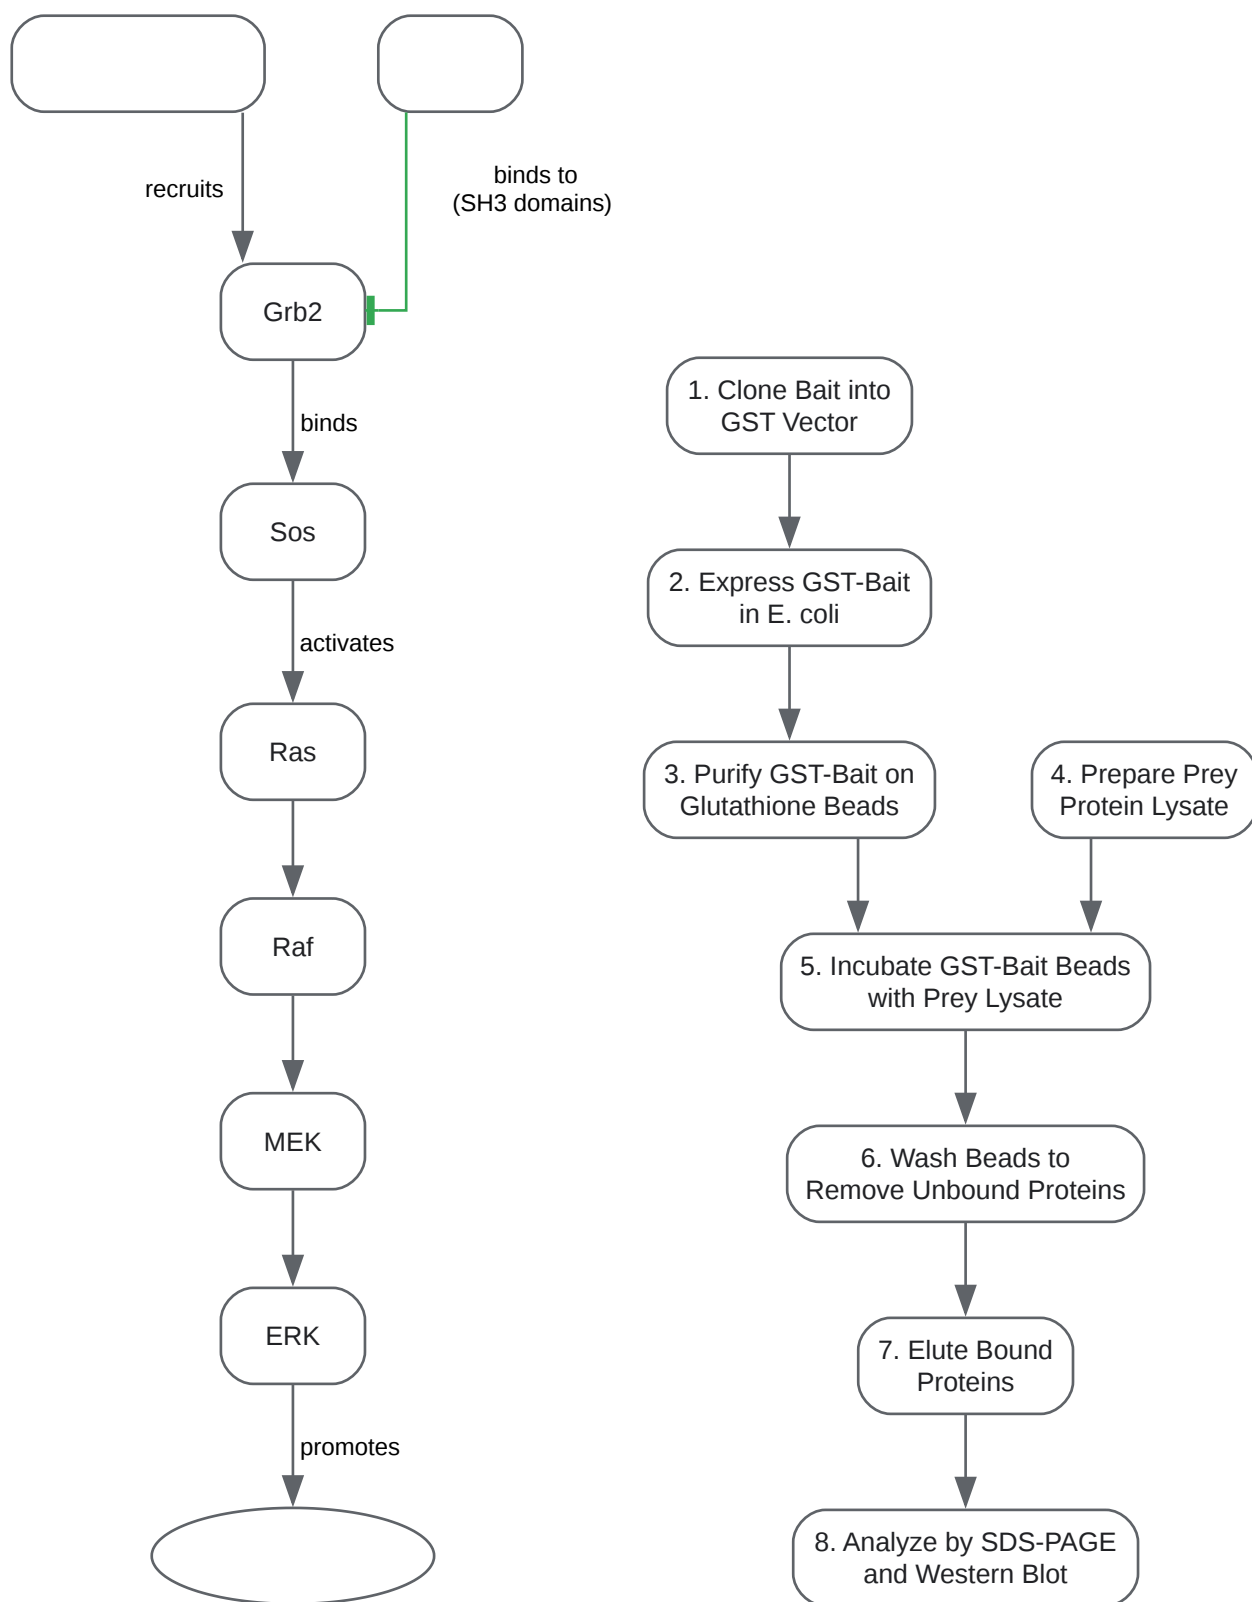 recruits
binds to
(SH3 domains)
Grb2
binds
Sos
activates
Ras
Raf
MEK
ERK
promotes
1. Clone Bait into
GST Vector
2. Express GST-Bait
in E. coli
3. Purify GST-Bait on
Glutathione Beads
4. Prepare Prey
Protein Lysate
5. Incubate GST-Bait Beads
with Prey Lysate
6. Wash Beads to
Remove Unbound Proteins
7. Elute Bound
Proteins
8. Analyze by SDS-PAGE
and Western Blot